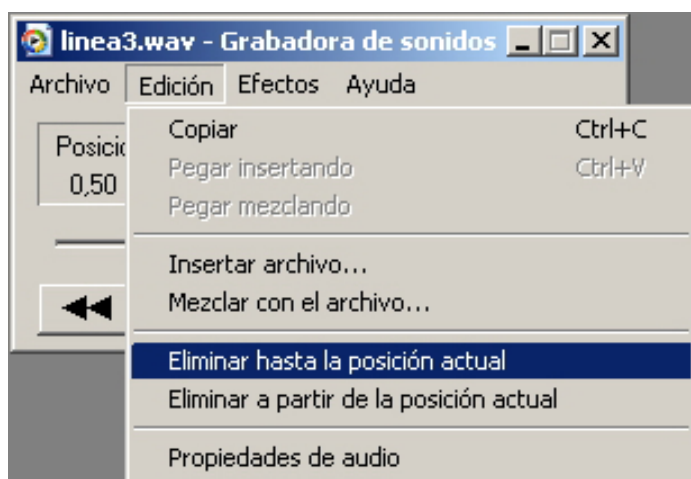 linea3.wav - Grabadora de sonidos
Archivo Edición Efectos Ayuda
Posició
0,50
Copiar Ctrl+C
Pegar insertando Ctrl+V
Pegar mezclando
Insertar archivo...
Mezclar con el archivo...
Eliminar hasta la posición actual
Eliminar a partir de la posición actual
Propiedades de audio